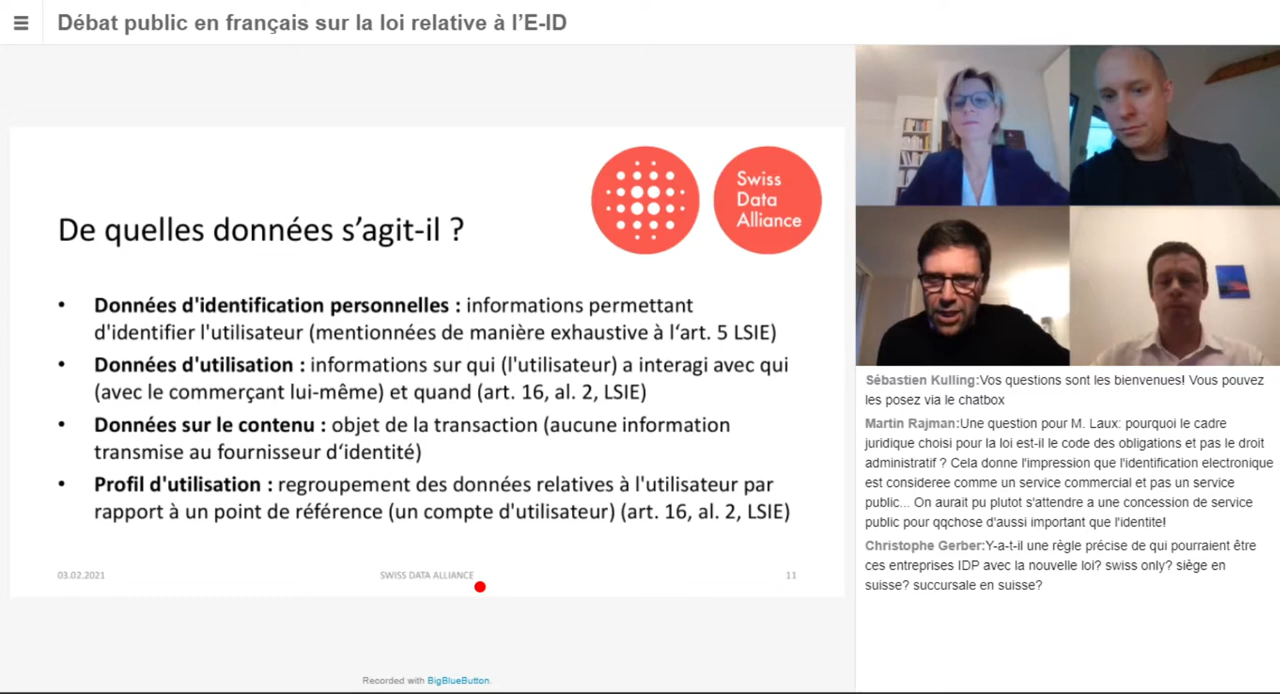 Débat public en français sur la loi relative à l’E-ID
Swiss
Data
Alliance
De quelles données s’agit-il ?
• Données d'identification personnelles : informations permettant
d'identifier l'utilisateur (mentionnées de manière exhaustive à l‘art. 5 LSIE)
• Données d'utilisation : informations sur qui (l'utilisateur) a interagi avec qui
(avec le commerçant lui-même) et quand (art. 16, al. 2, LSIE)
• Données sur le contenu : objet de la transaction (aucune information
transmise au fournisseur d‘identité)
• Profil d'utilisation : regroupement des données relatives à l'utilisateur par
rapport à un point de référence (un compte d'utilisateur) (art. 16, al. 2, LSIE)
03.02.2021
SWISS DATA ALLIANCE
11
Recorded with BigBlueButton.
Sébastien Kulling:Vos questions sont les bienvenues! Vous pouvez
les posez via le chatbox
Martin Rajman:Une question pour M. Laux: pourquoi le cadre
juridique choisi pour la loi est-il le code des obligations et pas le droit
administratif ? Cela donne l'impression que l'identification electronique
est consideree comme un service commercial et pas un service
public... On aurait pu plutot s'attendre a une concession de service
public pour qqchose d'aussi important que l'identite!
Christophe Gerber:Y-a-t-il une règle précise de qui pourraient être
ces entreprises IDP avec la nouvelle loi? swiss only? siège en
suisse? succursale en suisse?